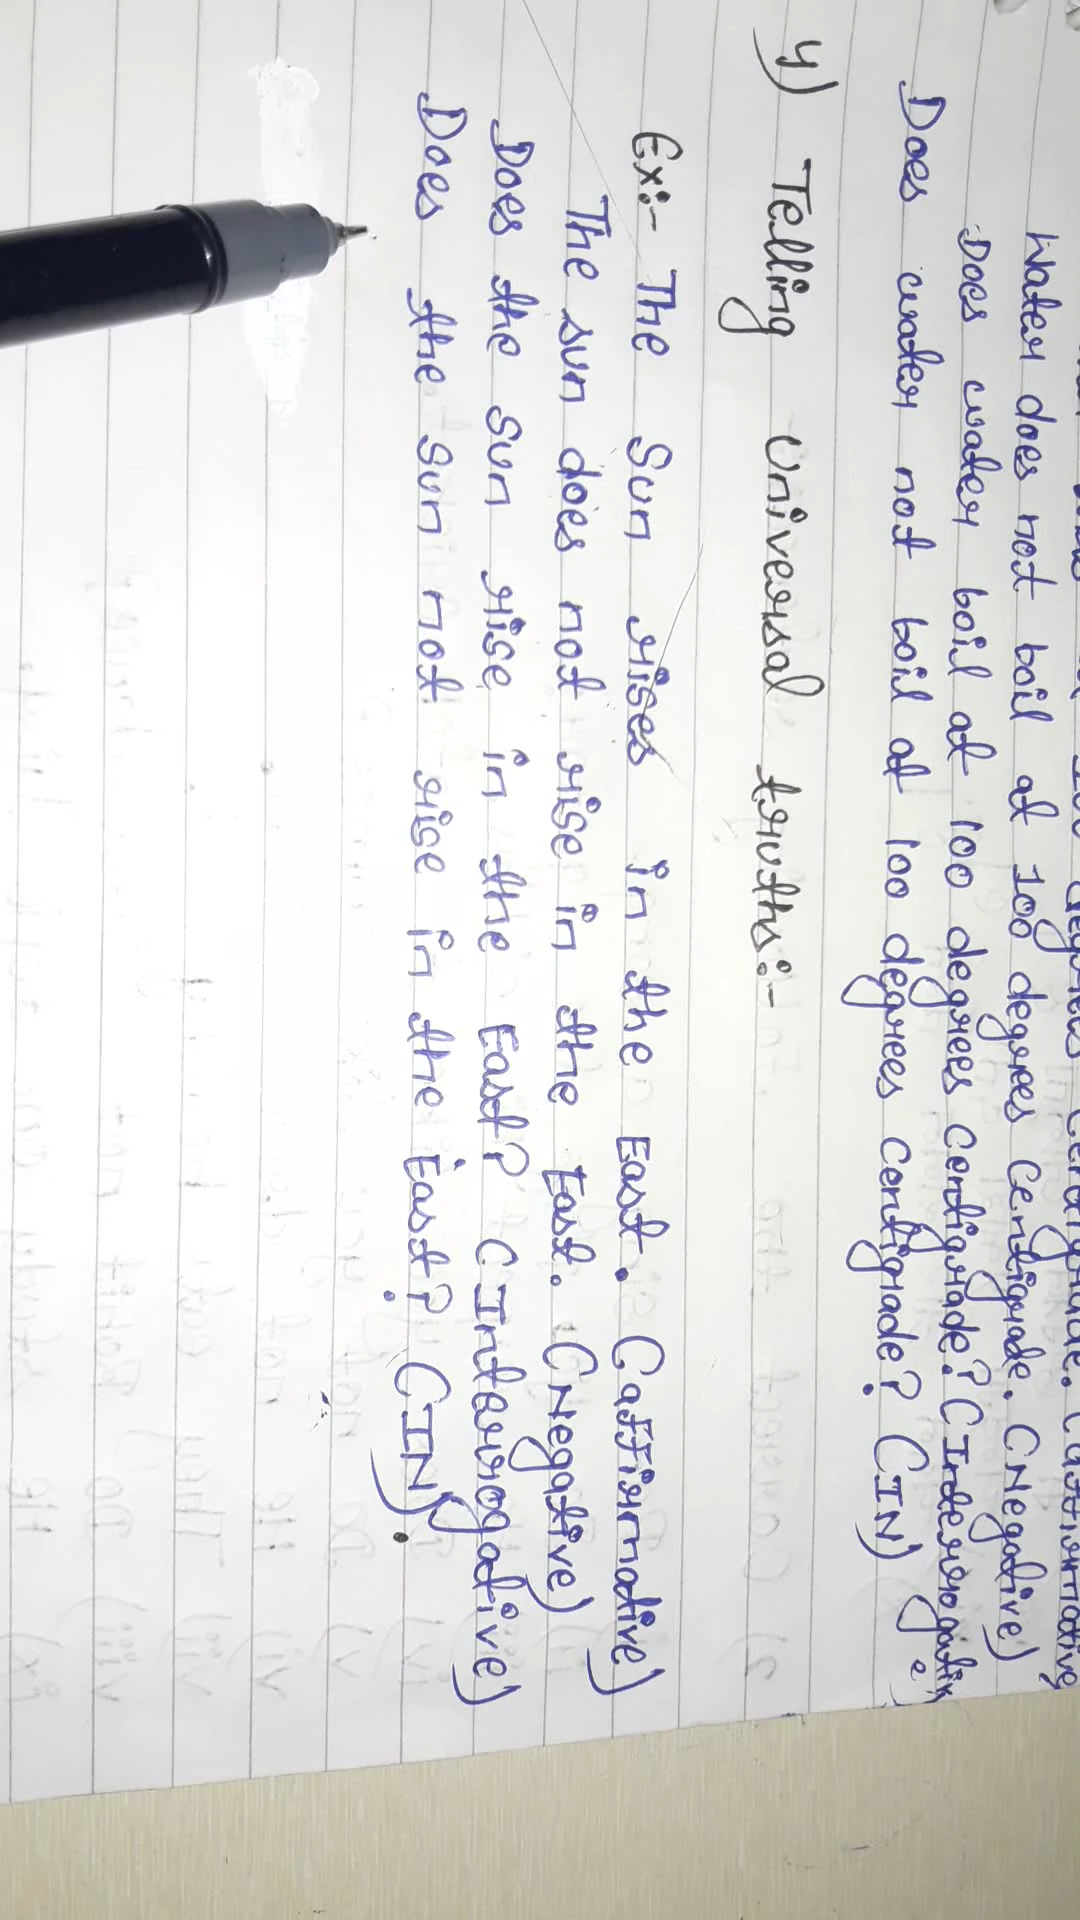 Water does not boil at 100 degrees Centigrade. (Negative)
Does water boil at 100 degrees Centigrade? (Interrogative)
Does water not boil at 100 degrees Centigrade? (IN)
4) Telling Universal truths:-
Ex:- The Sun rises in the East. (affirmative)
The sun does not rise in the East. (Negative)
Does the sun rise in the East? (Interrogative)
Does the sun not rise in the East? (IN).